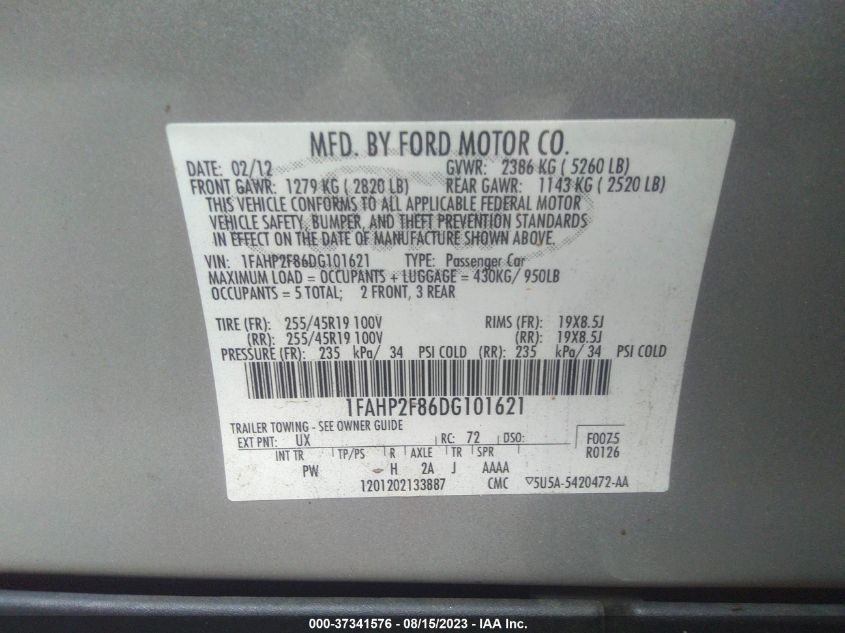 MFD. BY FORD MOTOR CO.
DATE: 02/12 GVWR: 2386 KG ( 5260 LB)
FRONT GAWR: 1279 KG ( 2820 LB) REAR GAWR: 1143 KG ( 2520 LB)
THIS VEHICLE CONFORMS TO ALL APPLICABLE FEDERAL MOTOR
VEHICLE SAFETY, BUMPER, AND THEFT PREVENTION STANDARDS
IN EFFECT ON THE DATE OF MANUFACTURE SHOWN ABOVE.
VIN: 1FAHP2F86DG101621 TYPE: Passenger Car
MAXIMUM LOAD = OCCUPANTS + LUGGAGE = 430KG/ 950LB
OCCUPANTS = 5 TOTAL; 2 FRONT, 3 REAR
TIRE (FR): 255/45R19 100V RIMS (FR): 19X8.5J
(RR): 255/45R19 100V (RR): 19X8.5J
PRESSURE (FR): 235 kPa/ 34 PSI COLD (RR): 235 kPa/ 34 PSI COLD
1FAHP2F86DG101621
TRAILER TOWING - SEE OWNER GUIDE
EXT PNT: UX RC: 72 DSO: F0075
INT TR TP/PS R AXLE TR SPR R0126
PW H 2A J AAAA
1201202133887 CMC ▽5U5A-5420472-AA
000-37341576 - 08/15/2023 - IAA Inc.